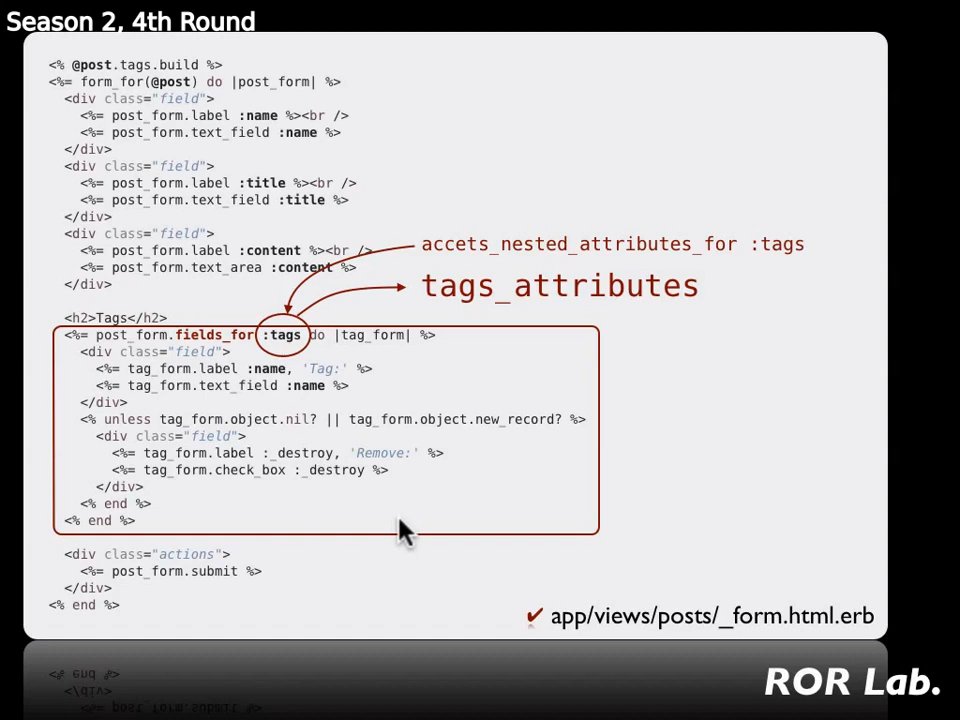 Season 2, 4th Round
<% @post.tags.build %>
<%= form_for(@post) do |post_form| %>
<div class="field">
<%= post_form.label :name %><br />
<%= post_form.text_field :name %>
</div>
<div class="field">
<%= post_form.label :title %><br />
<%= post_form.text_field :title %>
</div>
<div class="field">
<%= post_form.label :content %><br />
<%= post_form.text_area :content %>
</div>
accets_nested_attributes_for :tags
tags_attributes
<h2>Tags</h2>
<%= post_form.fields_for :tags do |tag_form| %>
<div class="field">
<%= tag_form.label :name, 'Tag:' %>
<%= tag_form.text_field :name %>
</div>
<% unless tag_form.object.nil? || tag_form.object.new_record? %>
<div class="field">
<%= tag_form.label :_destroy, 'Remove:' %>
<%= tag_form.check_box :_destroy %>
</div>
<% end %>
<% end %>
<div class="actions">
<%= post_form.submit %>
</div>
<% end %>
✔ app/views/posts/_form.html.erb
ROR Lab.